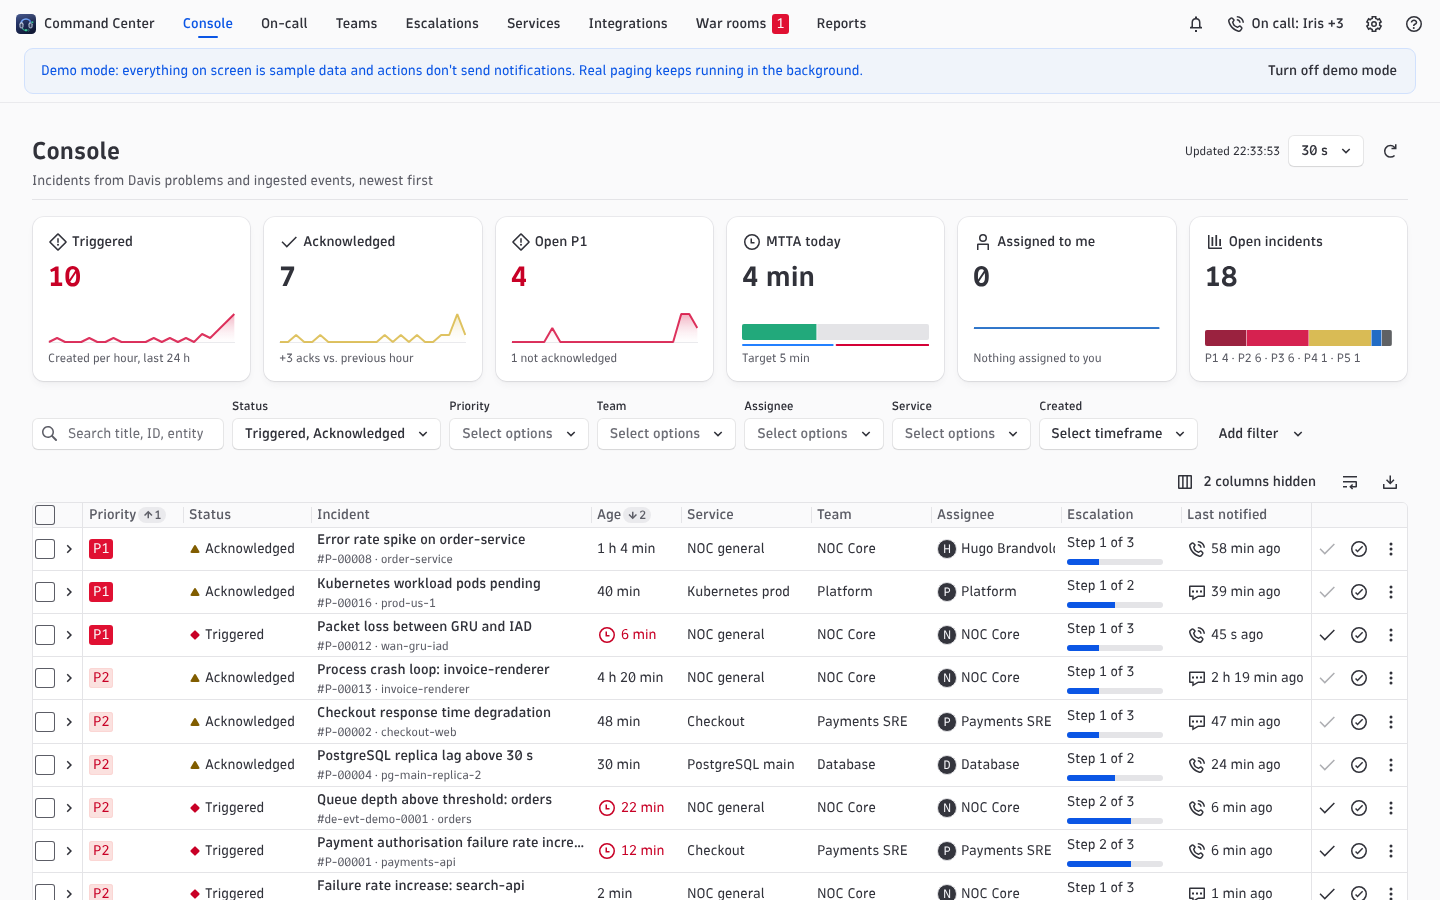 Command Center Console On-call Teams Escalations Services Integrations War rooms 1 Reports On call: Iris +3
Demo mode: everything on screen is sample data and actions don't send notifications. Real paging keeps running in the background. Turn off demo mode
Console
Updated 22:33:53 30 s
Incidents from Davis problems and ingested events, newest first
Triggered
10
Created per hour, last 24 h
Acknowledged
7
+3 acks vs. previous hour
Open P1
4
1 not acknowledged
MTTA today
4 min
Target 5 min
Assigned to me
0
Nothing assigned to you
Open incidents
18
P1 4 · P2 6 · P3 6 · P4 1 · P5 1
Search title, ID, entity
Status
Triggered, Acknowledged
Priority
Select options
Team
Select options
Assignee
Select options
Service
Select options
Created
Select timeframe
Add filter
2 columns hidden
Priority 1 Status Incident Age 2 Service Team Assignee Escalation Last notified
P1 Acknowledged Error rate spike on order-service 1 h 4 min NOC general NOC Core H Hugo Brandvol Step 1 of 3 58 min ago
#P-00008 · order-service
P1 Acknowledged Kubernetes workload pods pending 40 min Kubernetes prod Platform P Platform Step 1 of 2 39 min ago
#P-00016 · prod-us-1
P1 Triggered Packet loss between GRU and IAD 6 min NOC general NOC Core N NOC Core Step 1 of 3 45 s ago
#P-00012 · wan-gru-iad
P2 Acknowledged Process crash loop: invoice-renderer 4 h 20 min NOC general NOC Core N NOC Core Step 1 of 3 2 h 19 min ago
#P-00013 · invoice-renderer
P2 Acknowledged Checkout response time degradation 48 min Checkout Payments SRE P Payments SRE Step 1 of 3 47 min ago
#P-00002 · checkout-web
P2 Acknowledged PostgreSQL replica lag above 30 s 30 min PostgreSQL main Database D Database Step 1 of 2 24 min ago
#P-00004 · pg-main-replica-2
P2 Triggered Queue depth above threshold: orders 22 min NOC general NOC Core N NOC Core Step 2 of 3 6 min ago
#de-evt-demo-0001 · orders
P2 Triggered Payment authorisation failure rate incre... 12 min Checkout Payments SRE P Payments SRE Step 2 of 3 6 min ago
#P-00001 · payments-api
P2 Triggered Failure rate increase: search-api 2 min NOC general NOC Core N NOC Core Step 1 of 3 1 min ago